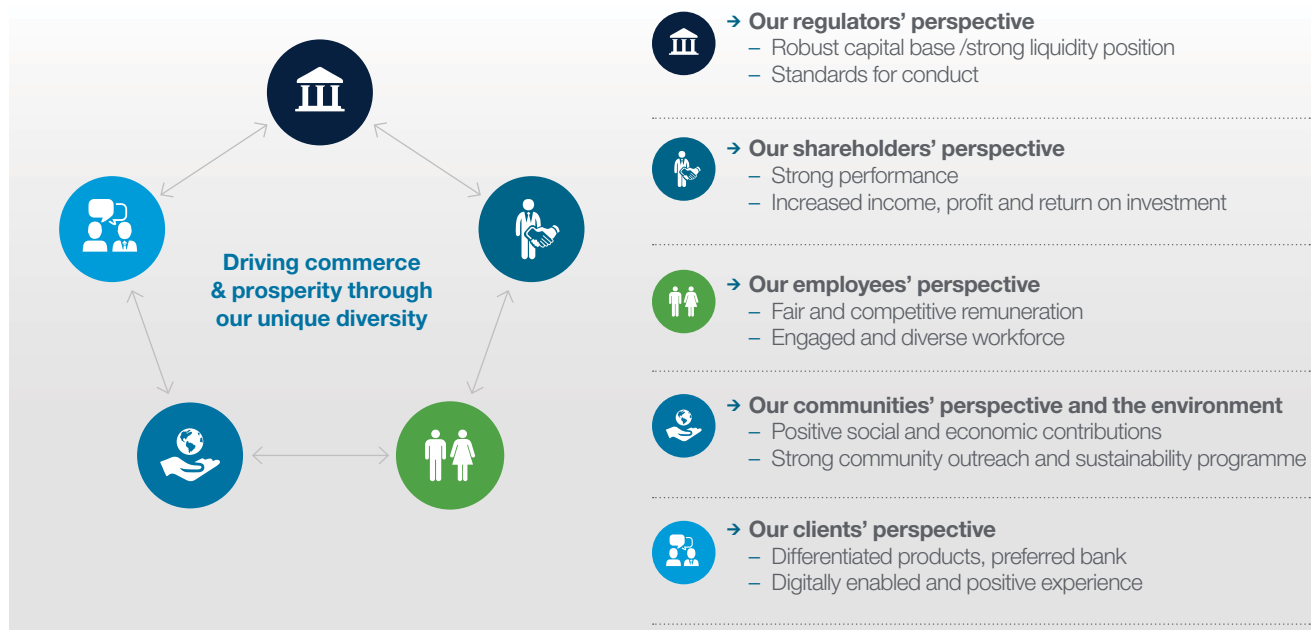 Driving commerce
& prosperity through
our unique diversity
→ Our regulators’ perspective
– Robust capital base /strong liquidity position
– Standards for conduct
→ Our shareholders’ perspective
– Strong performance
– Increased income, profit and return on investment
→ Our employees’ perspective
– Fair and competitive remuneration
– Engaged and diverse workforce
→ Our communities’ perspective and the environment
– Positive social and economic contributions
– Strong community outreach and sustainability programme
→ Our clients’ perspective
– Differentiated products, preferred bank
– Digitally enabled and positive experience